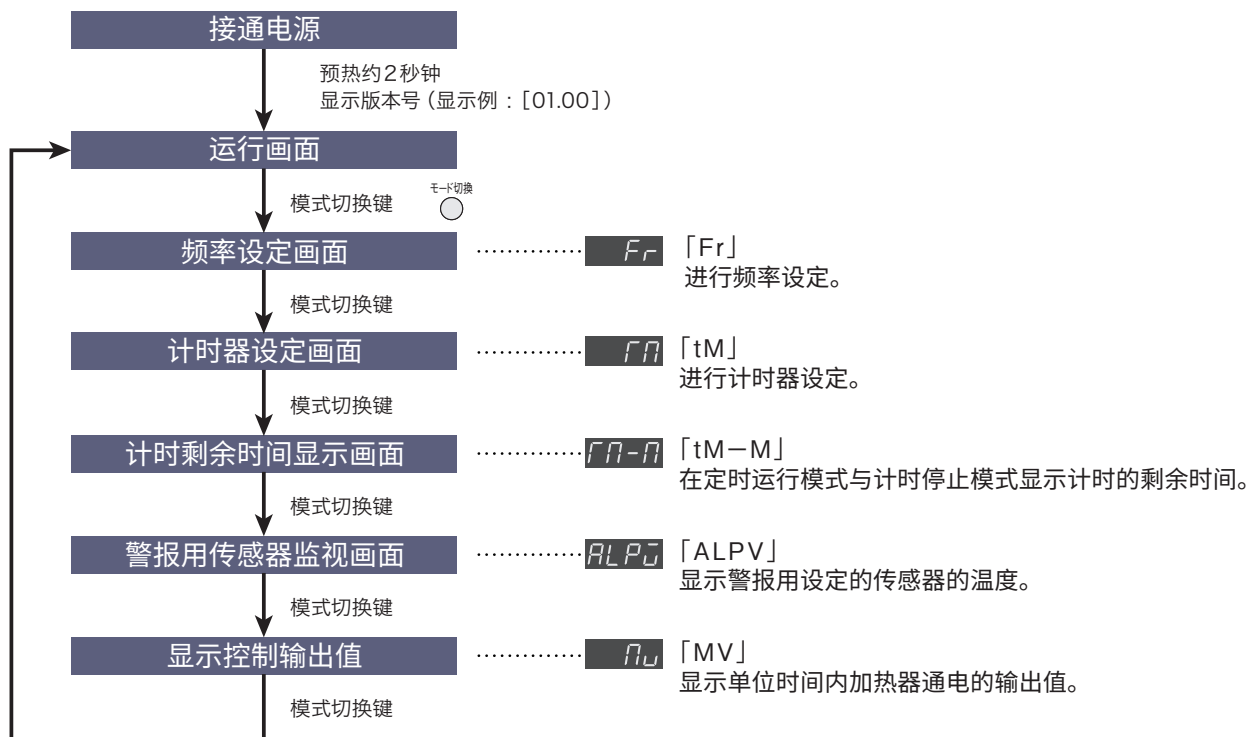 接通电源
预热约2秒钟
显示版本号（显示例：[01.00]）
运行画面
模式切换键
モード切換
频率设定画面
Fr 「Fr」
进行频率设定。
模式切换键
计时器设定画面
tM 「tM」
进行计时器设定。
模式切换键
计时剩余时间显示画面
tM-M 「tM－M」
在定时运行模式与计时停止模式显示计时的剩余时间。
模式切换键
警报用传感器监视画面
ALPV 「ALPV」
显示警报用设定的传感器的温度。
模式切换键
显示控制输出值
Mv 「MV」
显示单位时间内加热器通电的输出值。
模式切换键